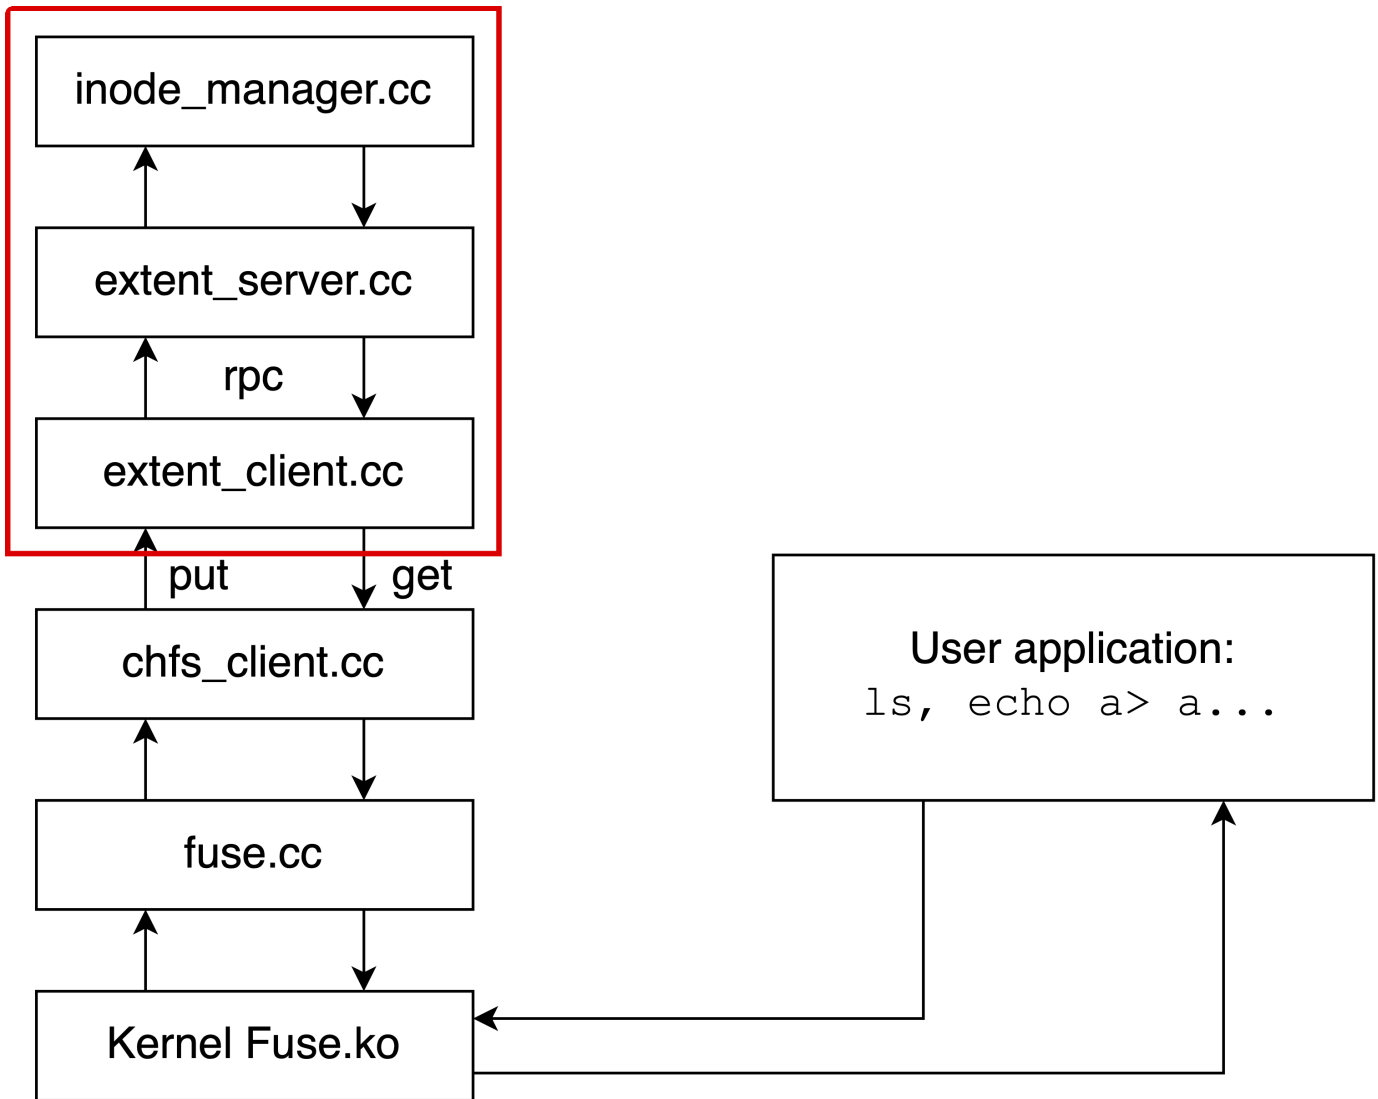 inode_manager.cc
extent_server.cc
rpc
extent_client.cc
put
get
chfs_client.cc
User application:
ls, echo a> a...
fuse.cc
Kernel Fuse.ko